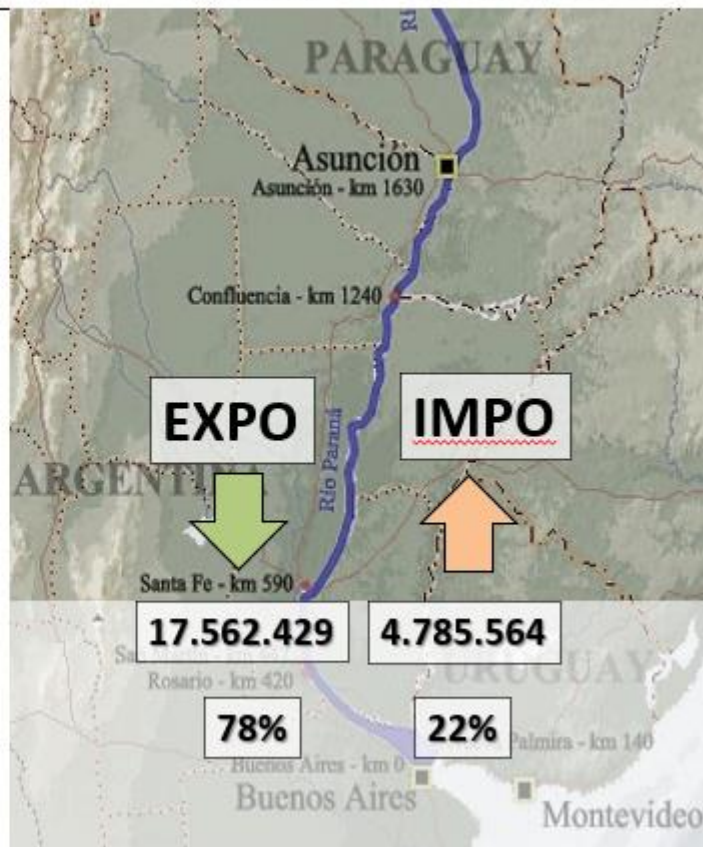 Rí
PARAGUAY
Asunción
Asunción - km 1630
Confluencia - km 1240
EXPO
IMPO
Río Paraná
ARGENTINA
Santa Fe - km 590
17.562.429
4.785.564
URUGUAY
Rosario - km 420
78%
22%
Palmira - km 140
Buenos Aires - km 0
Buenos Aires
Montevideo